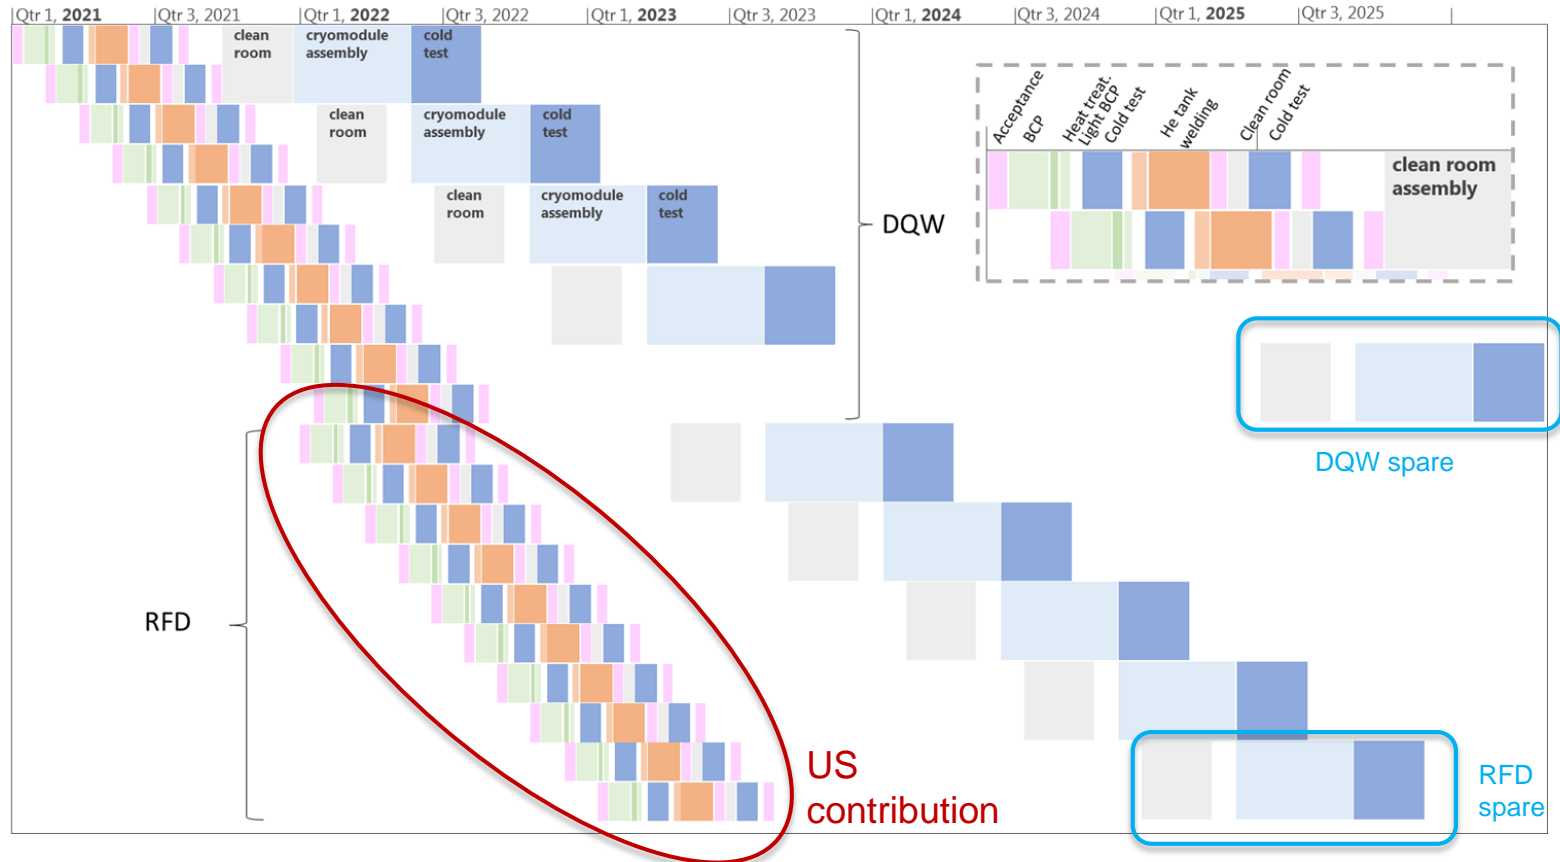 Qtr 1, 2021
Qtr 3, 2021
Qtr 1, 2022
Qtr 3, 2022
Qtr 1, 2023
Qtr 3, 2023
Qtr 1, 2024
Qtr 3, 2024
Qtr 1, 2025
Qtr 3, 2025
clean
room
cryomodule
assembly
cold
test
clean
room
cryomodule
assembly
cold
test
clean
room
cryomodule
assembly
cold
test
DQW
Acceptance
BCP
Heat treat.
Light BCP
Cold test
He tank
welding
Clean room
Cold test
clean room
assembly
DQW spare
RFD
US
contribution
RFD
spare